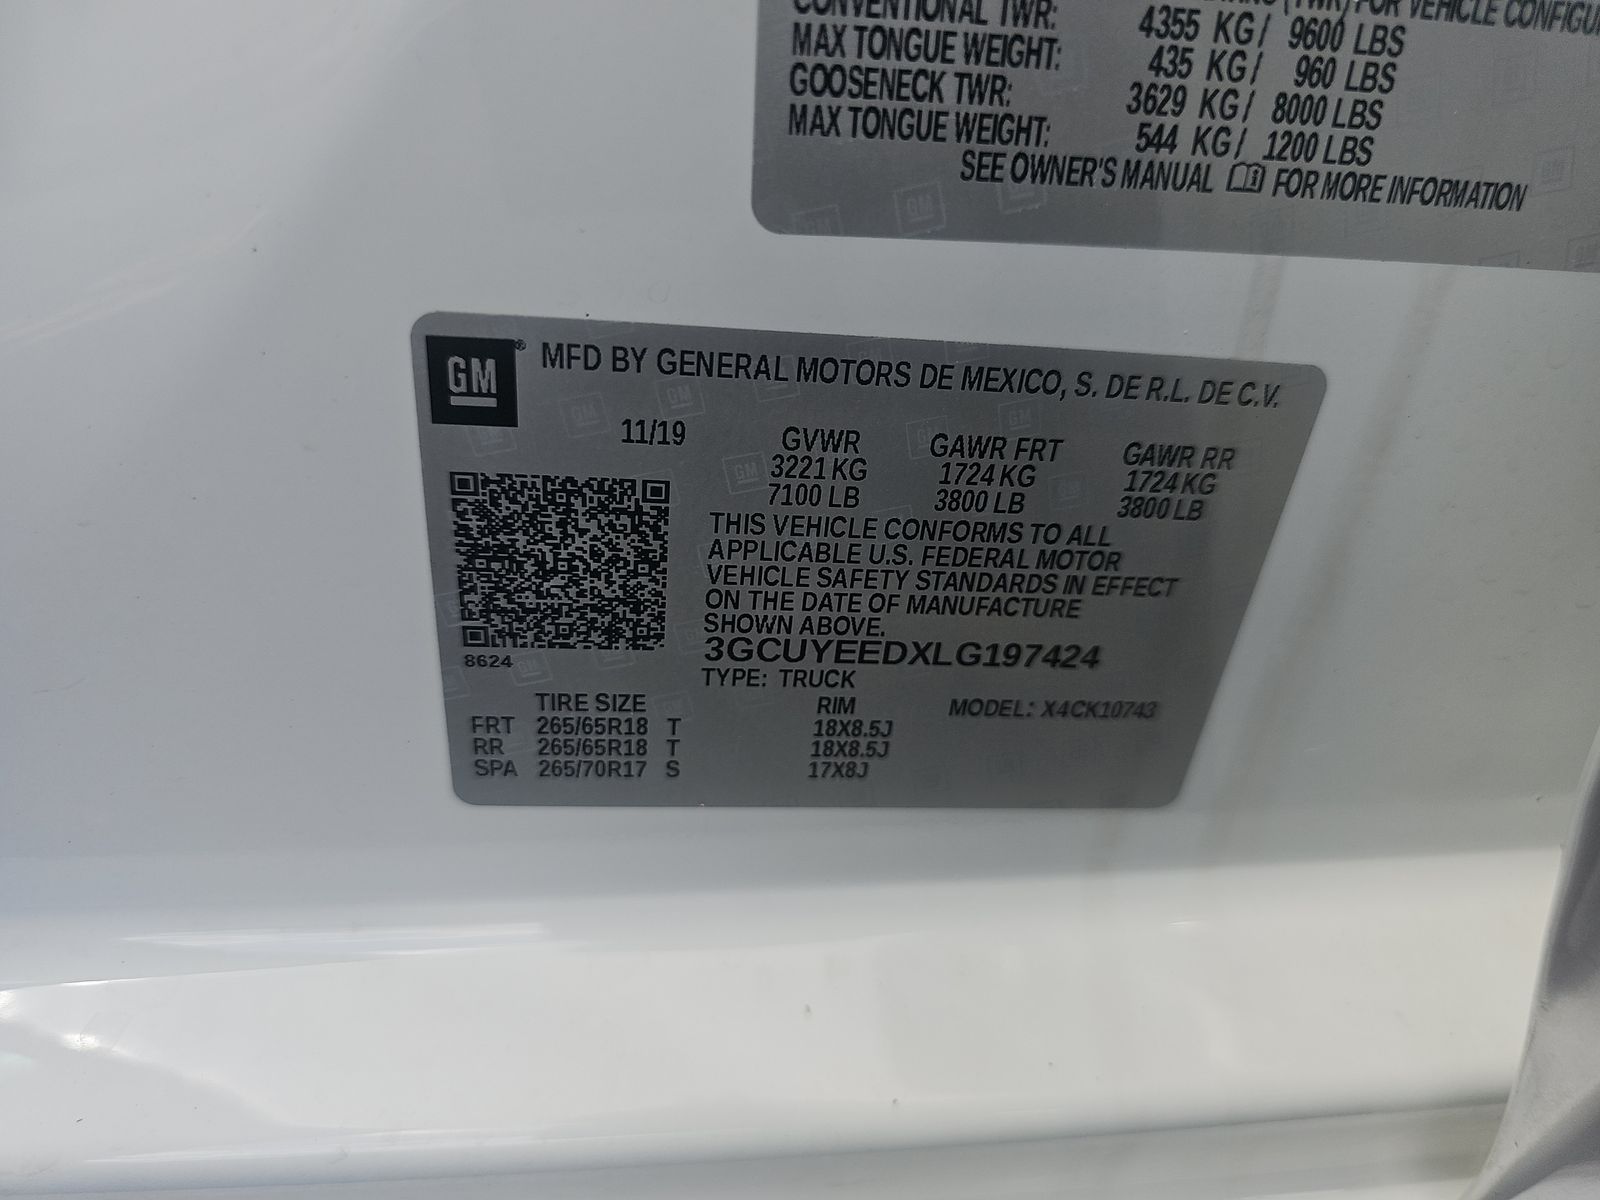 (TWR) FOR VEHICLE
CONVENTIONAL TWR: 4355 KG/ 9600 LBS
MAX TONGUE WEIGHT: 435 KG/ 960 LBS
GOOSENECK TWR: 3629 KG/ 8000 LBS
MAX TONGUE WEIGHT: 544 KG/ 1200 LBS
SEE OWNER'S MANUAL FOR MORE INFORMATION
GM® MFD BY GENERAL MOTORS DE MEXICO, S. DE R.L. DE C.V.
11/19 GVWR GAWR FRT GAWR RR
3221 KG 1724 KG 1724 KG
7100 LB 3800 LB 3800 LB
THIS VEHICLE CONFORMS TO ALL
APPLICABLE U.S. FEDERAL MOTOR
VEHICLE SAFETY STANDARDS IN EFFECT
ON THE DATE OF MANUFACTURE
SHOWN ABOVE.
3GCUYEEDXLG197424
8624
TYPE: TRUCK
TIRE SIZE RIM MODEL: X4CK10743
FRT 265/65R18 T 18X8.5J
RR 265/65R18 T 18X8.5J
SPA 265/70R17 S 17X8J